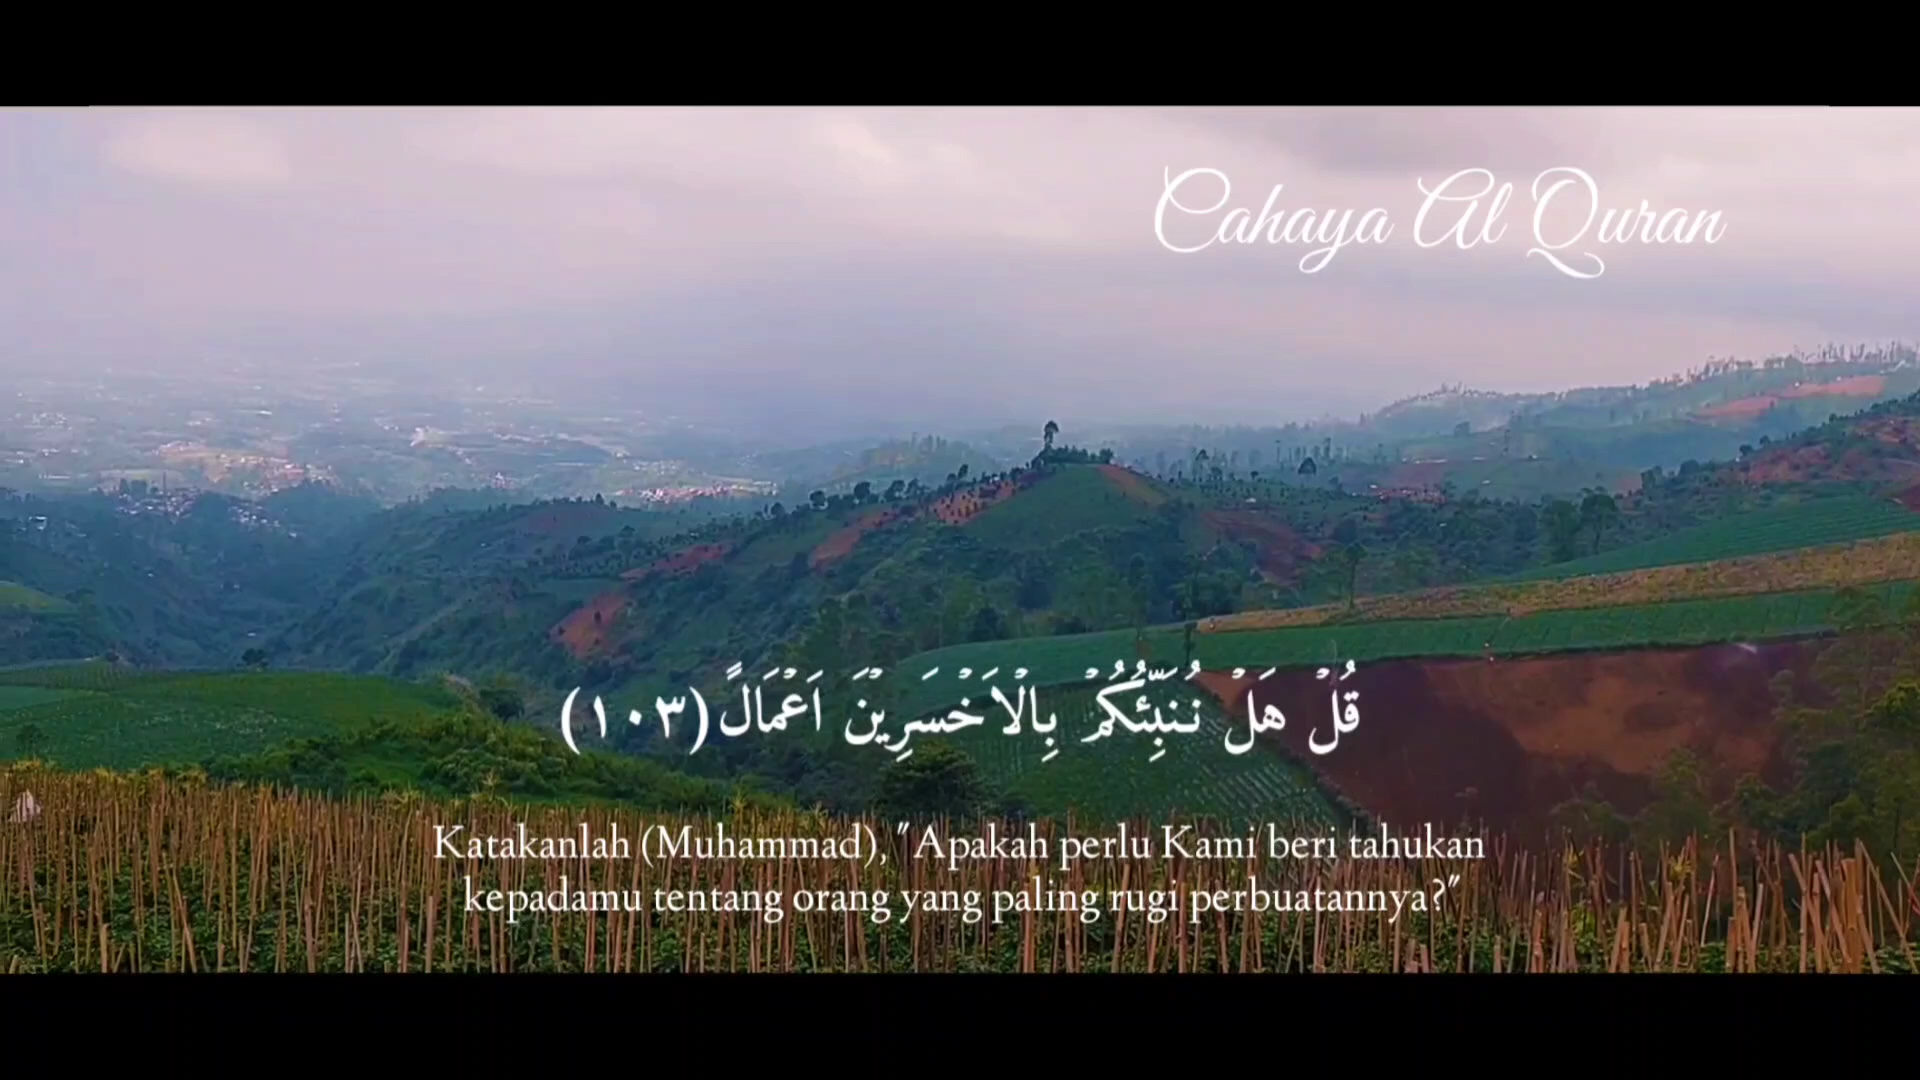 Cahaya Al Quran
قُلْ هَلْ نُنَبِّئُكُمْ بِالْاَخْسَرِيْنَ اَعْمَالًا (١٠٣)
Katakanlah (Muhammad), "Apakah perlu Kami beri tahukan
kepadamu tentang orang yang paling rugi perbuatannya?"